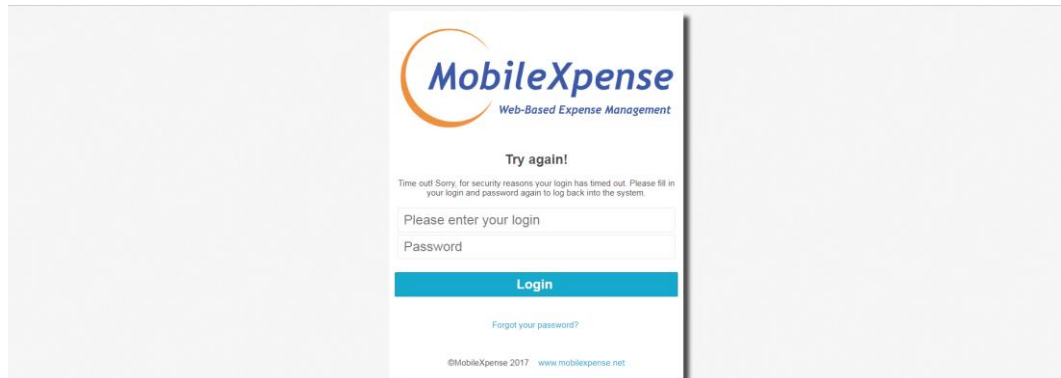 MobileXpense
Web-Based Expense Management
Try again!
Time out! Sorry, for security reasons your login has timed out. Please fill in
your login and password again to log back into the system.
Please enter your login
Password
Login
Forgot your password?
©MobileXpense 2017 www.mobilexpense.net